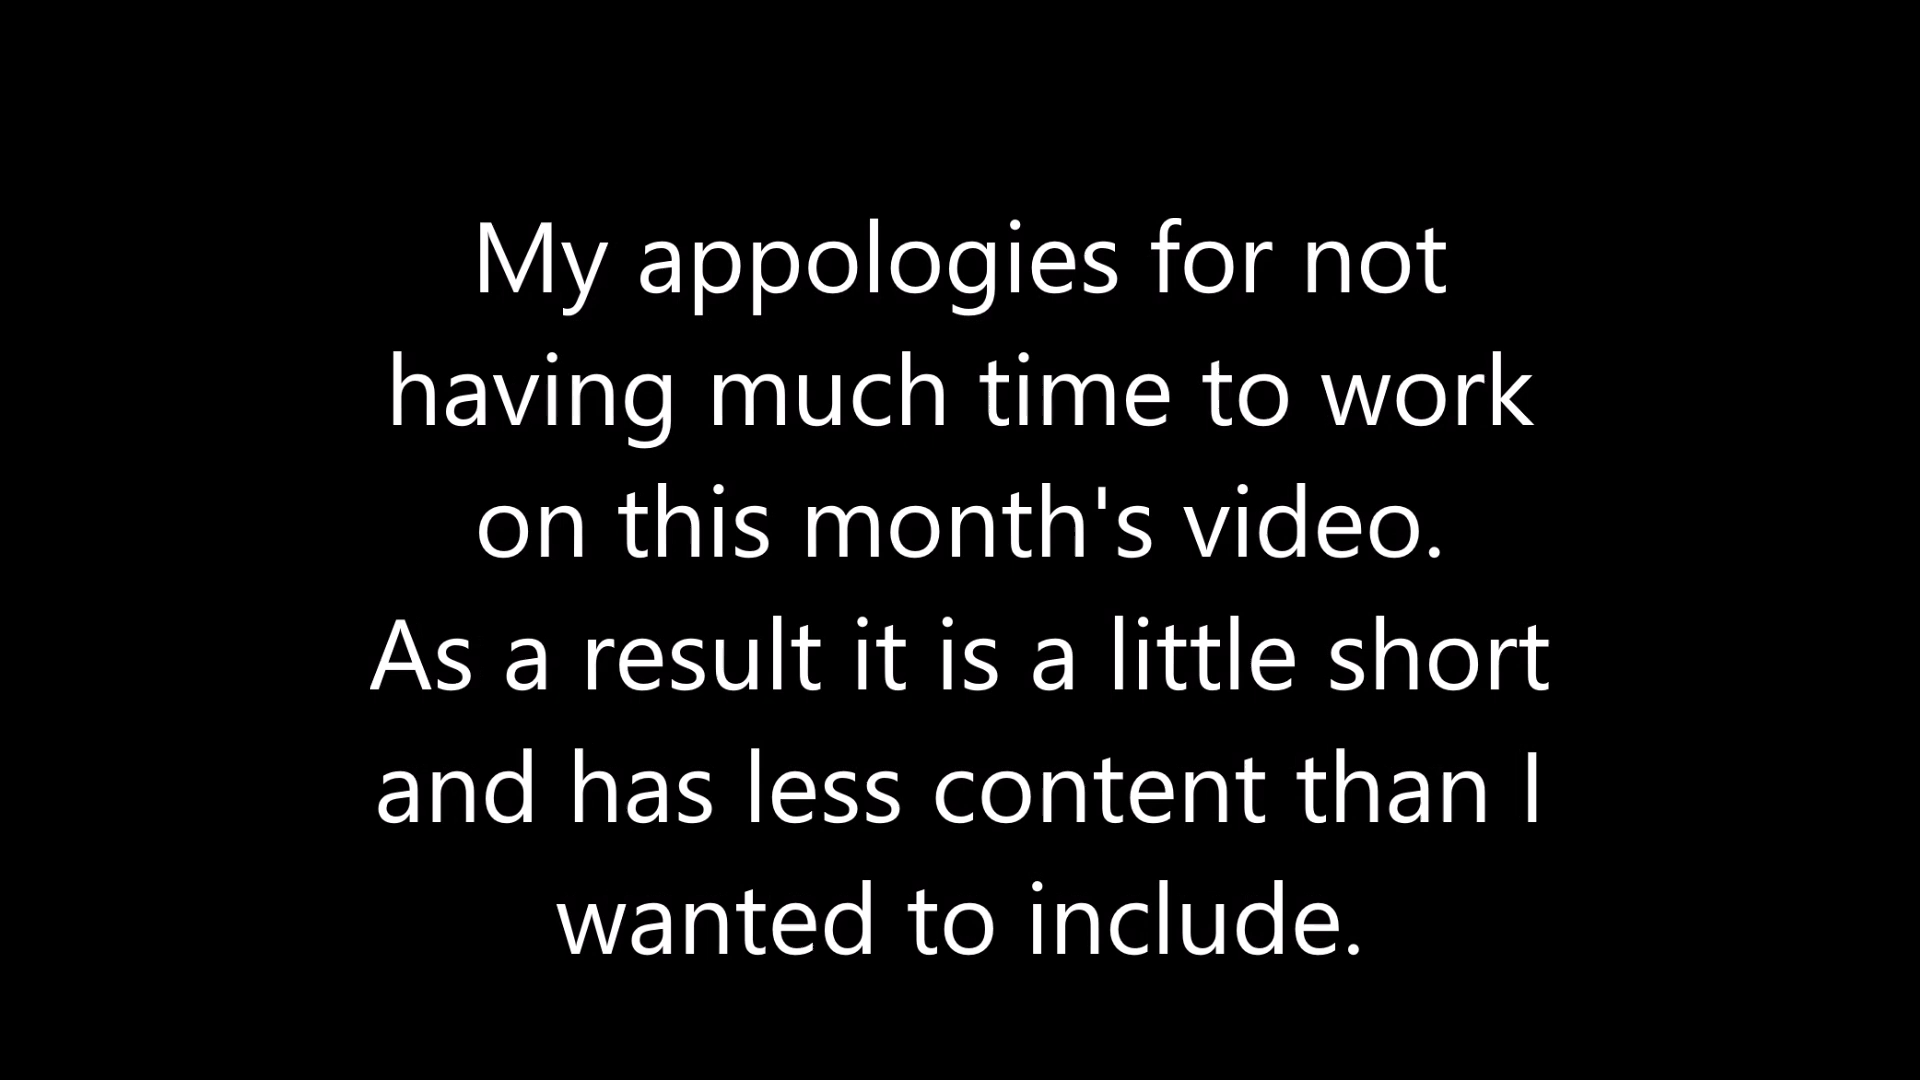 My appologies for not
having much time to work
on this month's video.
As a result it is a little short
and has less content than I
wanted to include.